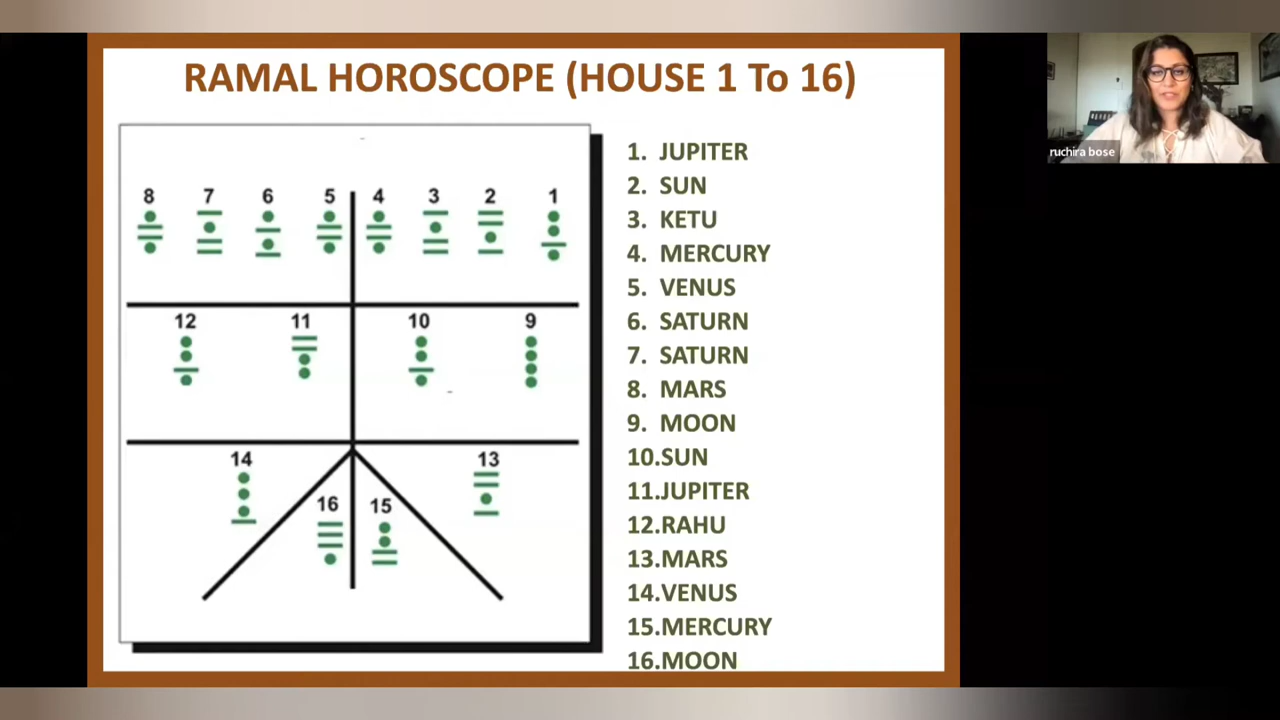 RAMAL HOROSCOPE (HOUSE 1 To 16)
8 7 6 5 4 3 2 1
12 11 10 9
14 13
16 15
1. JUPITER
2. SUN
3. KETU
4. MERCURY
5. VENUS
6. SATURN
7. SATURN
8. MARS
9. MOON
10.SUN
11.JUPITER
12.RAHU
13.MARS
14.VENUS
15.MERCURY
16.MOON
ruchira bose